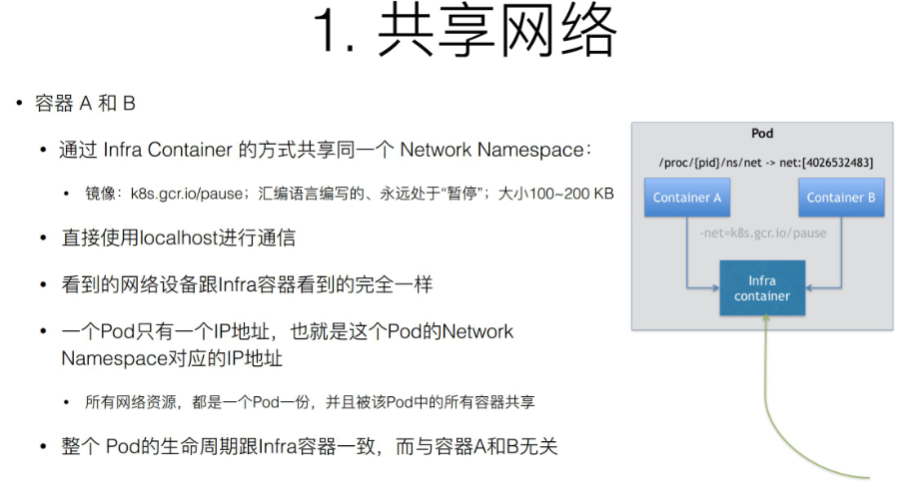 1. 共享网络
• 容器 A 和 B
• 通过 Infra Container 的方式共享同一个 Network Namespace：
• 镜像：k8s.gcr.io/pause；汇编语言编写的、永远处于“暂停”；大小100~200 KB
• 直接使用localhost进行通信
• 看到的网络设备跟Infra容器看到的完全一样
• 一个Pod只有一个IP地址，也就是这个Pod的Network
Namespace对应的IP地址
• 所有网络资源，都是一个Pod一份，并且被该Pod中的所有容器共享
• 整个 Pod的生命周期跟Infra容器一致，而与容器A和B无关
Pod
/proc/{pid}/ns/net -> net:[4026532483]
Container A
Container B
-net=k8s.gcr.io/pause
Infra
container